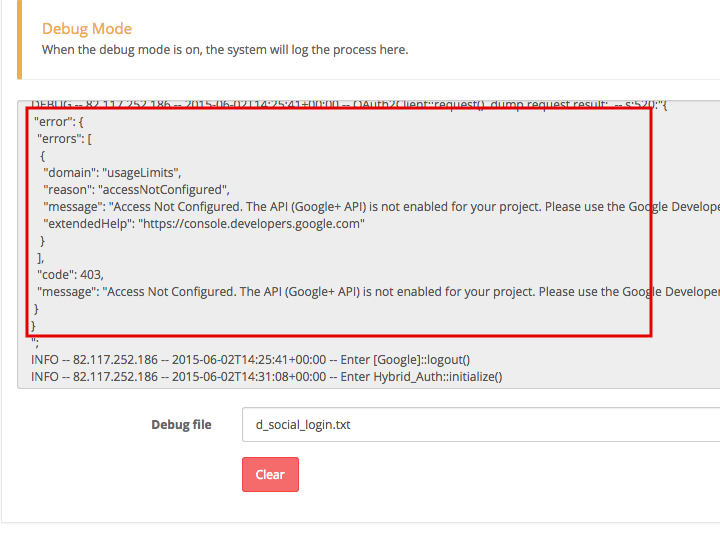 Debug Mode
When the debug mode is on, the system will log the process here.
DEBUG -- 82.117.252.186 -- 2015-06-02T14:25:41+00:00 -- OAuth2Client::request(). dump request result: -- s:520:"{
"error": {
"errors": [
{
"domain": "usageLimits",
"reason": "accessNotConfigured",
"message": "Access Not Configured. The API (Google+ API) is not enabled for your project. Please use the Google Develope
"extendedHelp": "https://console.developers.google.com"
}
],
"code": 403,
"message": "Access Not Configured. The API (Google+ API) is not enabled for your project. Please use the Google Developer
}
}
";
INFO -- 82.117.252.186 -- 2015-06-02T14:25:41+00:00 -- Enter [Google]::logout()
INFO -- 82.117.252.186 -- 2015-06-02T14:31:08+00:00 -- Enter Hybrid_Auth::initialize()
Debug file
d_social_login.txt
Clear